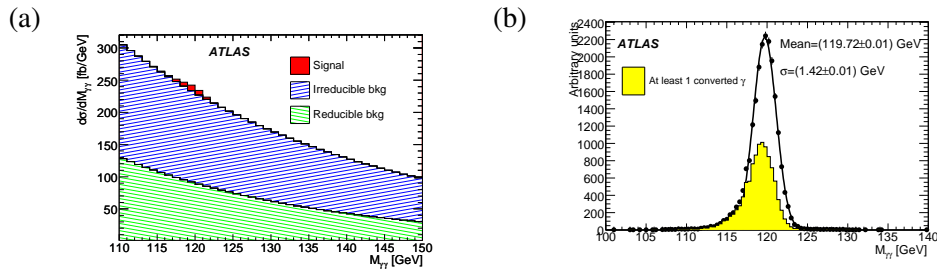 (a)
dσ/dM_γγ [fb/GeV]
300
250
200
150
100
50
110 115 120 125 130 135 140 145 150
M_γγ [GeV]
ATLAS
Signal
Irreducible bkg
Reducible bkg
(b)
Arbitrary units
2400
2200
2000
1800
1600
1400
1200
1000
800
600
400
200
0
100 105 110 115 120 125 130 135 140
M_γγ [GeV]
ATLAS
At least 1 converted γ
Mean=(119.72±0.01) GeV
σ=(1.42±0.01) GeV